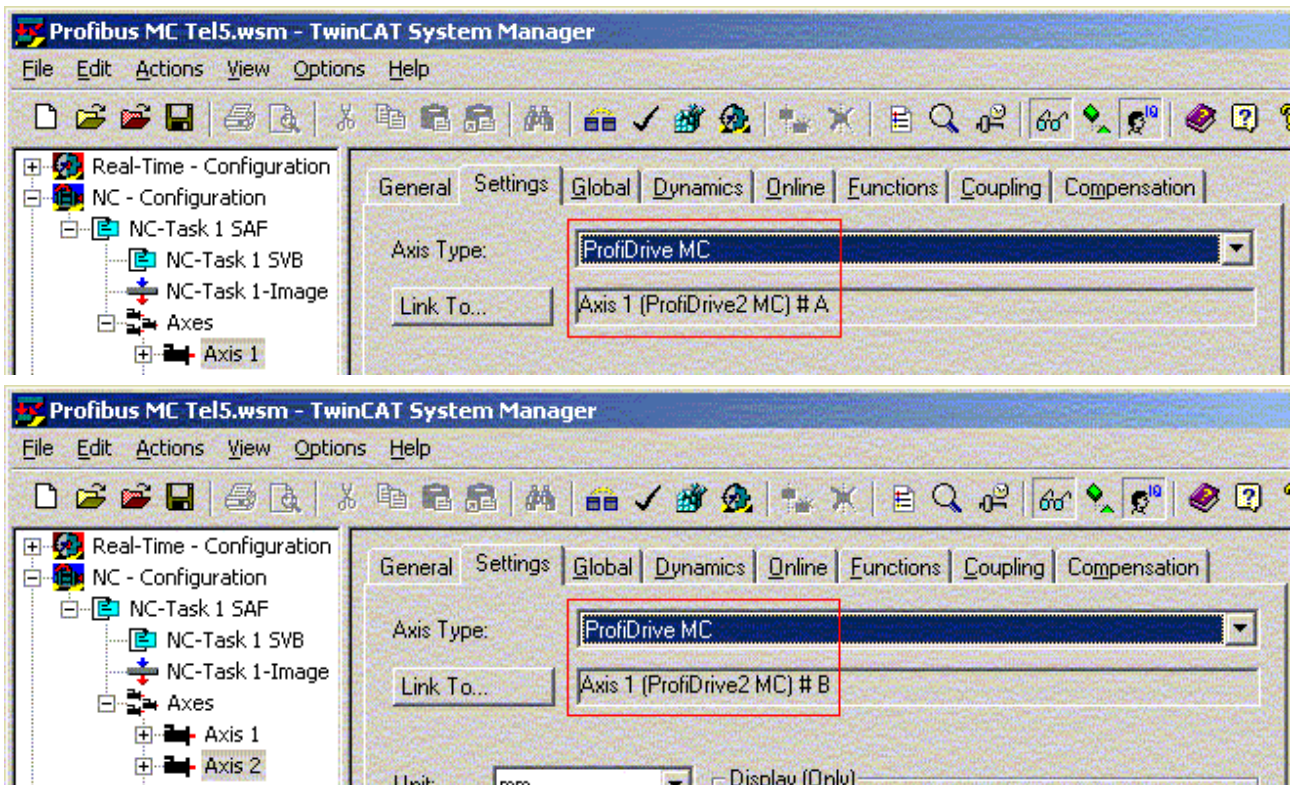 Profibus MC Tel5.wsm - TwinCAT System Manager
File Edit Actions View Options Help
Real-Time - Configuration
NC - Configuration
NC-Task 1 SAF
NC-Task 1 SVB
NC-Task 1-Image
Axes
Axis 1
General Settings Global Dynamics Online Functions Coupling Compensation
Axis Type: ProfiDrive MC
Link To... Axis 1 (ProfiDrive2 MC) # A
Profibus MC Tel5.wsm - TwinCAT System Manager
File Edit Actions View Options Help
Real-Time - Configuration
NC - Configuration
NC-Task 1 SAF
NC-Task 1 SVB
NC-Task 1-Image
Axes
Axis 1
Axis 2
General Settings Global Dynamics Online Functions Coupling Compensation
Axis Type: ProfiDrive MC
Link To... Axis 1 (ProfiDrive2 MC) # B
Unit: mm Display (Only)